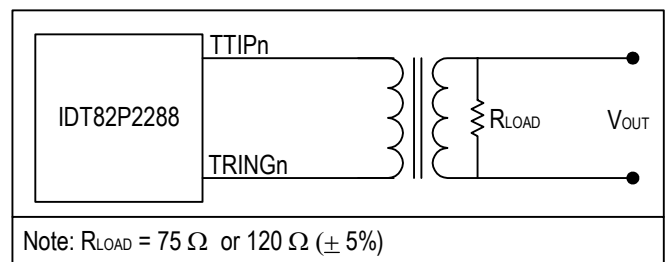 TTIPn
IDT82P2288
RLOAD
VOUT
TRINGn
Note: RLOAD = 75 Ω or 120 Ω (± 5%)